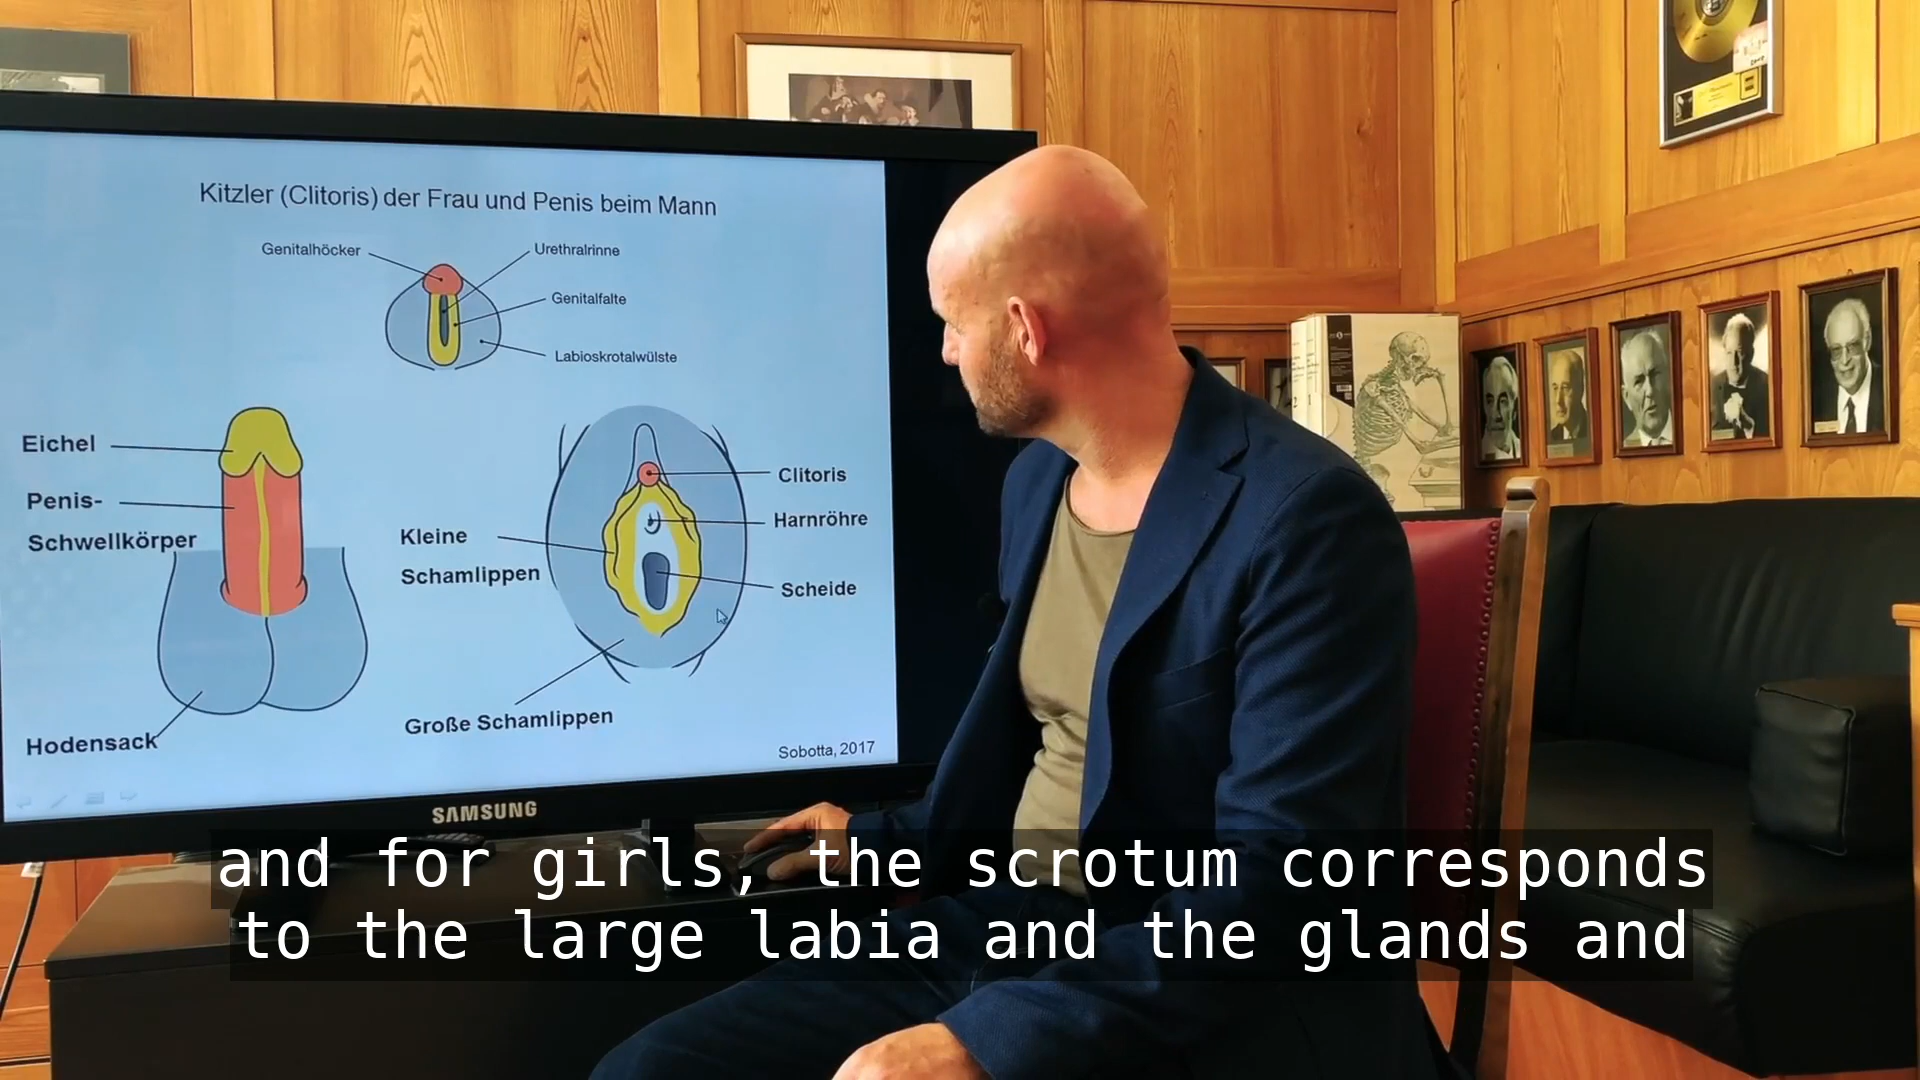 Kitzler (Clitoris) der Frau und Penis beim Mann
Genitalhöcker
Urethralrinne
Genitalfalte
Labioskrotalwülste
Eichel
Penis-
Schwellkörper
Hodensack
Kleine
Schamlippen
Große Schamlippen
Clitoris
Harnröhre
Scheide
Sobotta, 2017
SAMSUNG
and for girls, the scrotum corresponds
to the large labia and the glands and